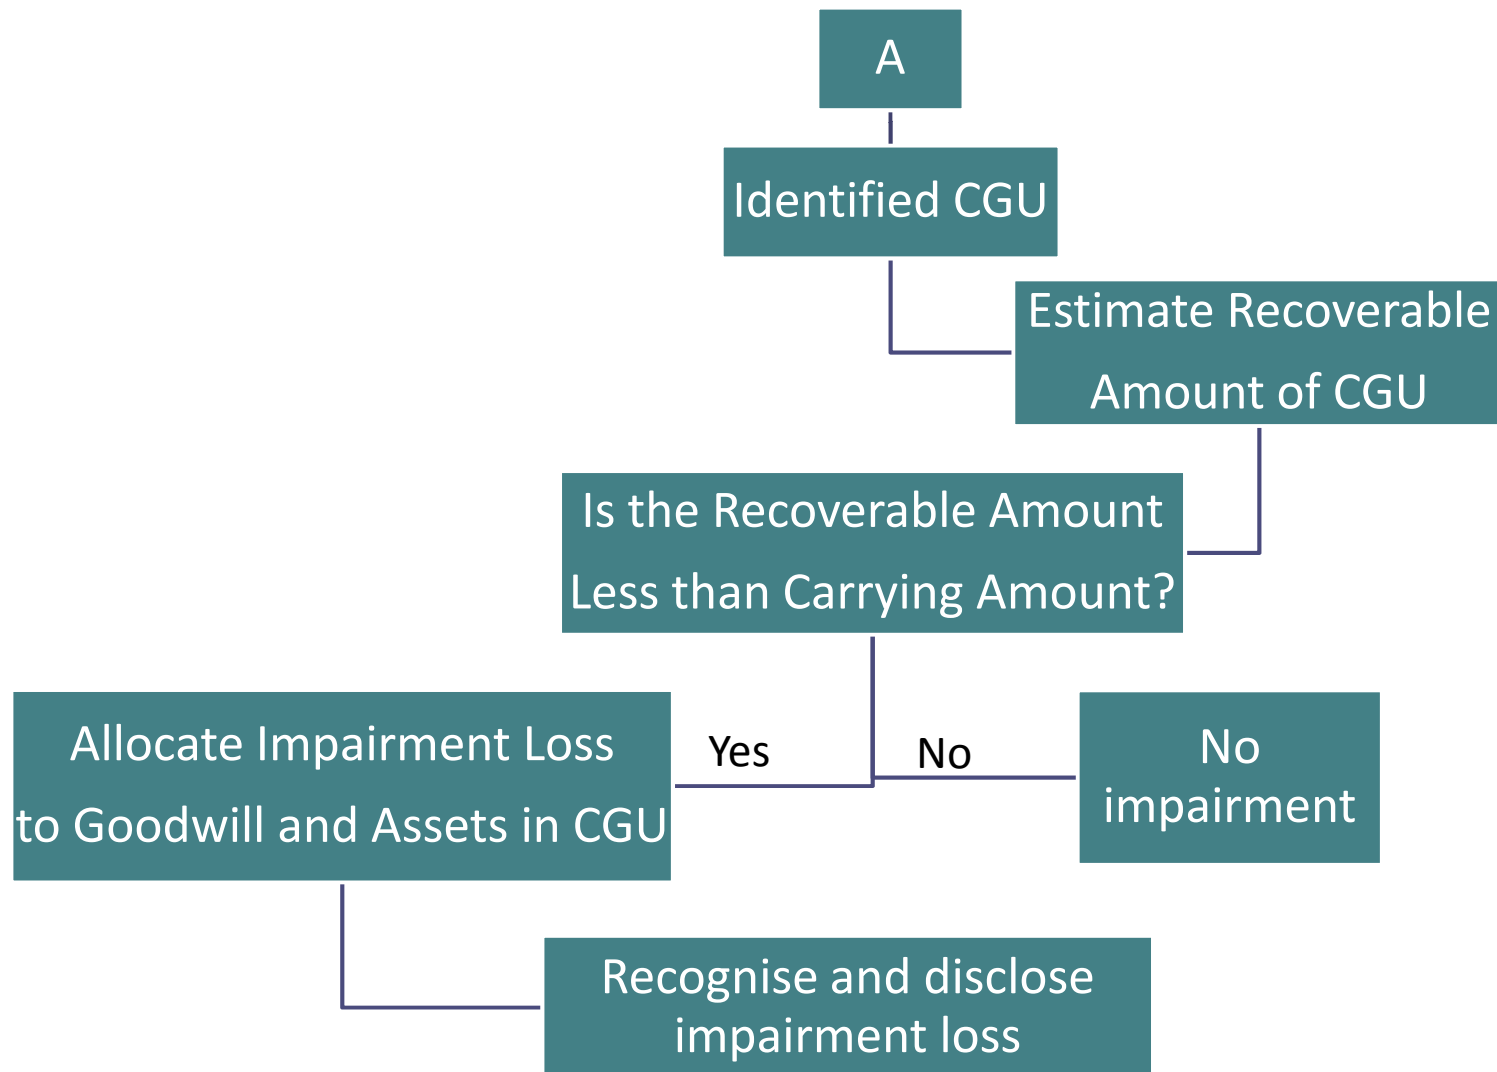 A
Identified CGU
Estimate Recoverable
Amount of CGU
Is the Recoverable Amount
Less than Carrying Amount?
Allocate Impairment Loss
to Goodwill and Assets in CGU
Yes
No
No
impairment
Recognise and disclose
impairment loss